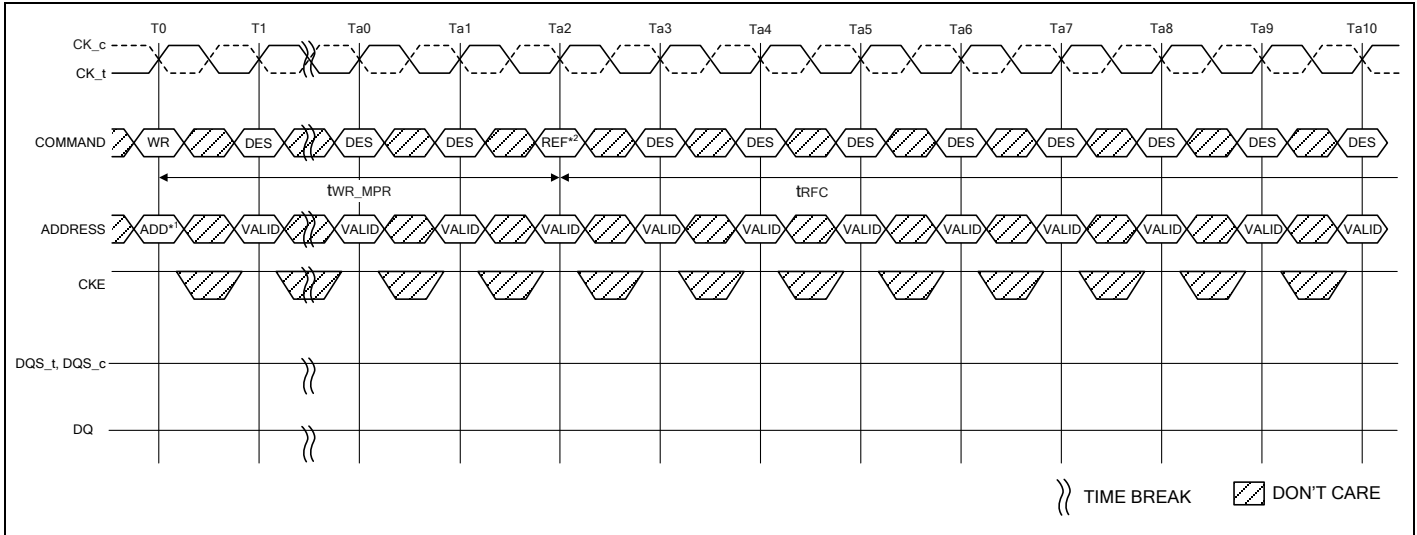 T0 T1 Ta0 Ta1 Ta2 Ta3 Ta4 Ta5 Ta6 Ta7 Ta8 Ta9 Ta10
CK_c
CK_t
COMMAND WR DES DES DES REF*2 DES DES DES DES DES DES DES DES
tWR_MPR tRFC
ADDRESS ADD*1 VALID VALID VALID VALID VALID VALID VALID VALID VALID VALID VALID VALID
CKE
DQS_t, DQS_c
DQ
TIME BREAK DON'T CARE